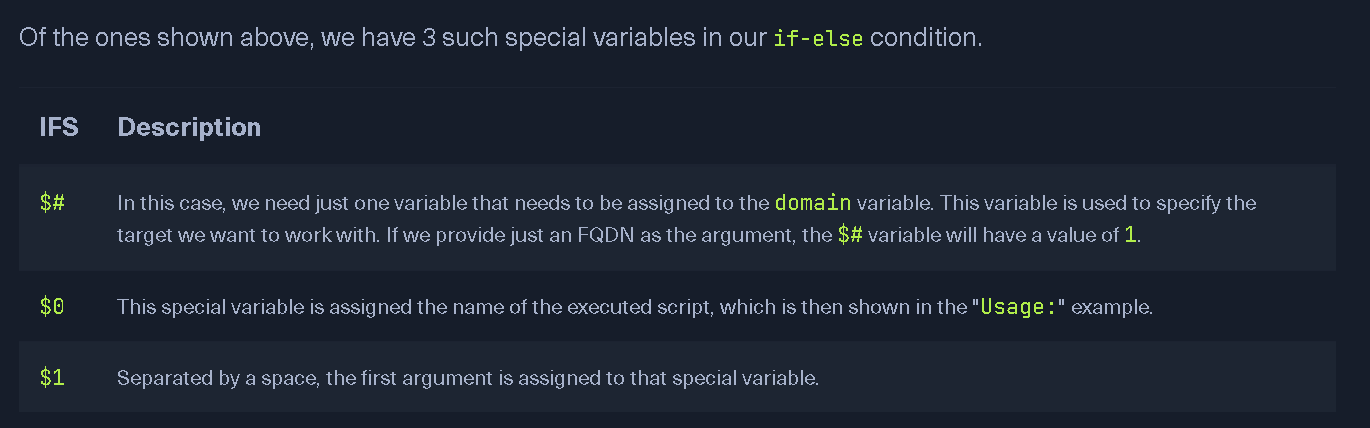 Of the ones shown above, we have 3 such special variables in our if-else condition.
IFS Description
$# In this case, we need just one variable that needs to be assigned to the domain variable. This variable is used to specify the
target we want to work with. If we provide just an FQDN as the argument, the $# variable will have a value of 1.
$0 This special variable is assigned the name of the executed script, which is then shown in the "Usage:" example.
$1 Separated by a space, the first argument is assigned to that special variable.